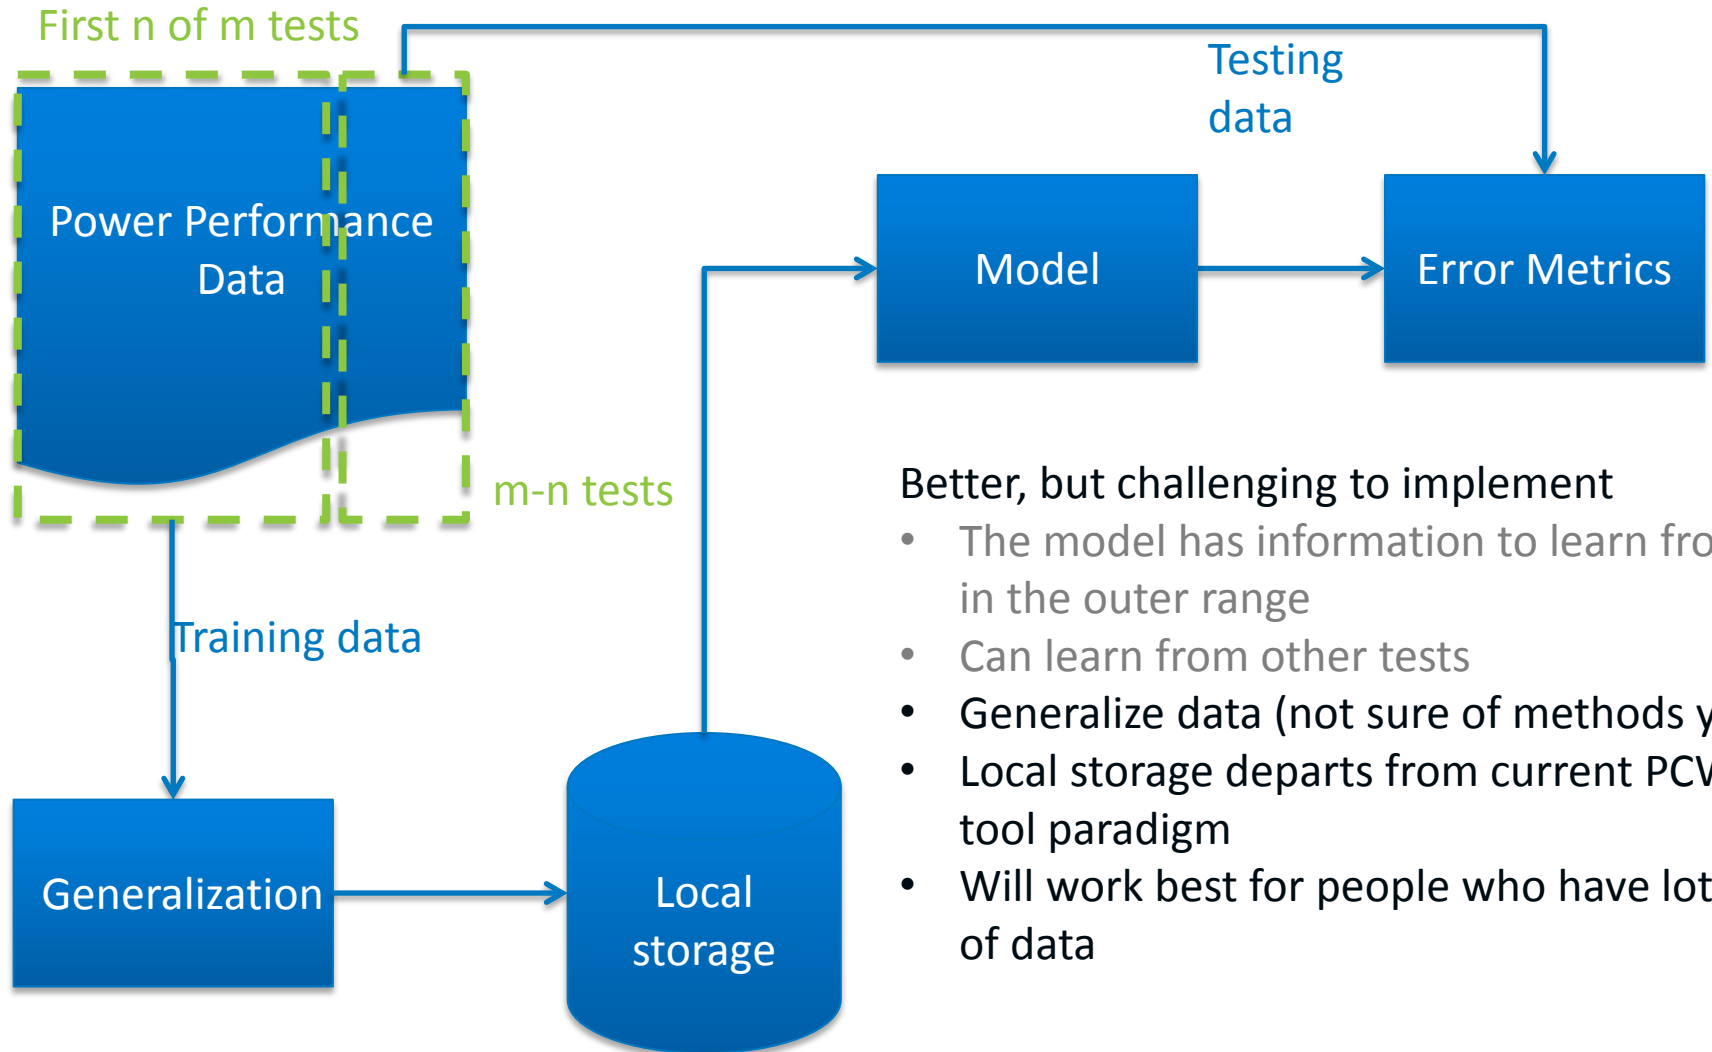 First n of m tests
Testing
data
Power Performance
Data
Model
Error Metrics
m-n tests
Training data
Generalization
Local
storage
Better, but challenging to implement
• The model has information to learn
in the outer range
• Can learn from other tests
• Generalize data (not sure of methods
• Local storage departs from current
tool paradigm
• Will work best for people who have
of data